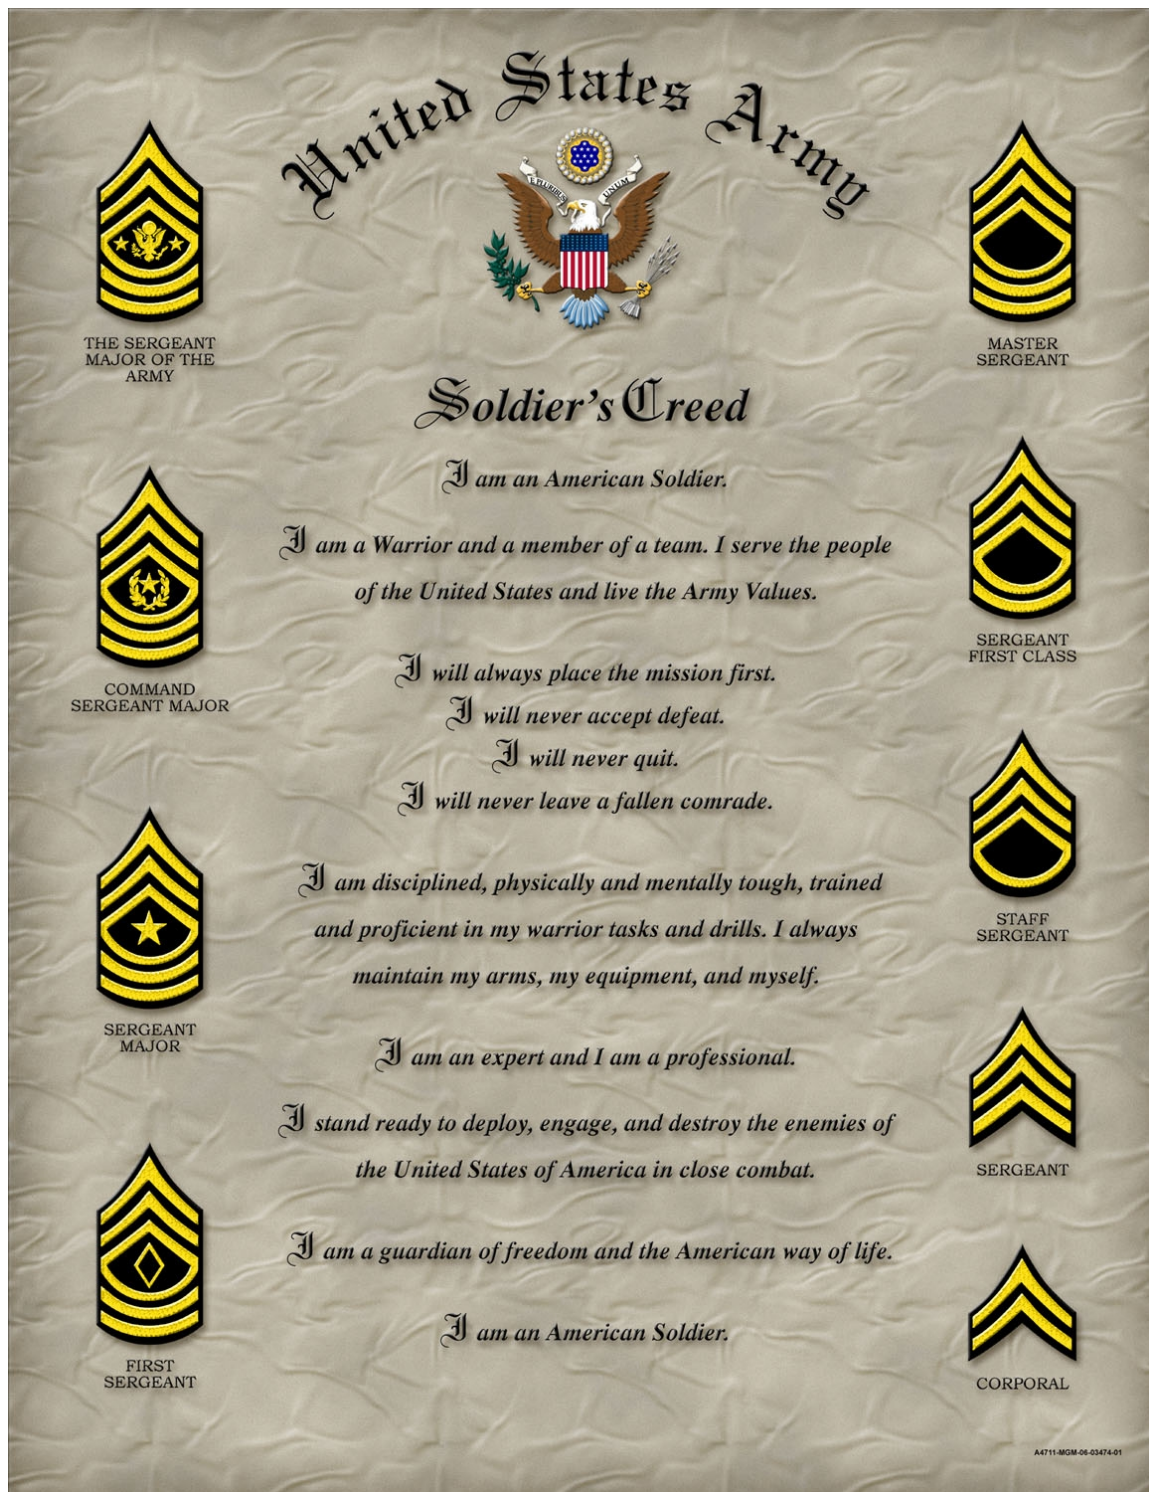 United States Army
E PLURIBUS UNUM
THE SERGEANT
MAJOR OF THE
ARMY
MASTER
SERGEANT
Soldier's Creed
I am an American Soldier.
I am a Warrior and a member of a team. I serve the people
of the United States and live the Army Values.
SERGEANT
FIRST CLASS
COMMAND
SERGEANT MAJOR
I will always place the mission first.
I will never accept defeat.
I will never quit.
I will never leave a fallen comrade.
I am disciplined, physically and mentally tough, trained
and proficient in my warrior tasks and drills. I always
maintain my arms, my equipment, and myself.
STAFF
SERGEANT
SERGEANT
MAJOR
I am an expert and I am a professional.
I stand ready to deploy, engage, and destroy the enemies of
the United States of America in close combat.
SERGEANT
I am a guardian of freedom and the American way of life.
I am an American Soldier.
FIRST
SERGEANT
CORPORAL
A4711-MGM-06-03474-01